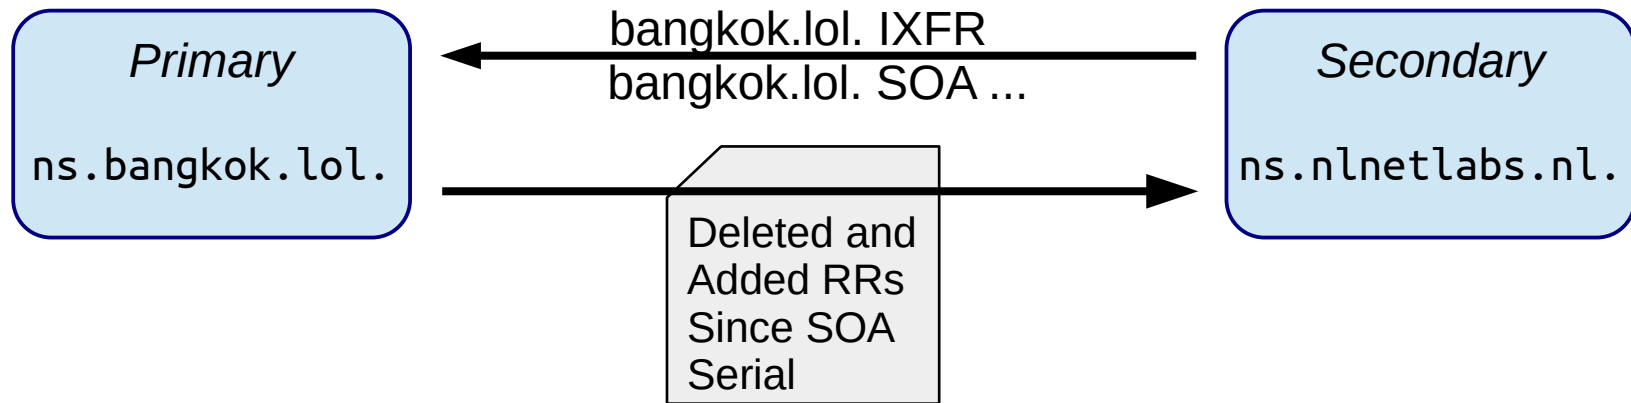 Primary
ns.bangkok.lol.
bangkok.lol. IXFR
bangkok.lol. SOA ...
Deleted and
Added RRs
Since SOA
Serial
Secondary
ns.nlnetlabs.nl.